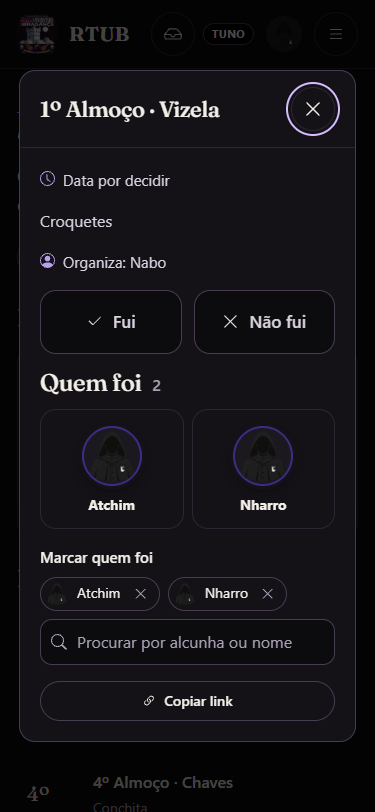 RTUB
TUNO
1º Almoço · Vizela
Data por decidir
Croquetes
Organiza: Nabo
Fui
Não fui
Quem foi 2
Atchim
Nharro
Marcar quem foi
Atchim
Nharro
Procurar por alcunha ou nome
Copiar link
4º
4º Almoço · Chaves
Conchita